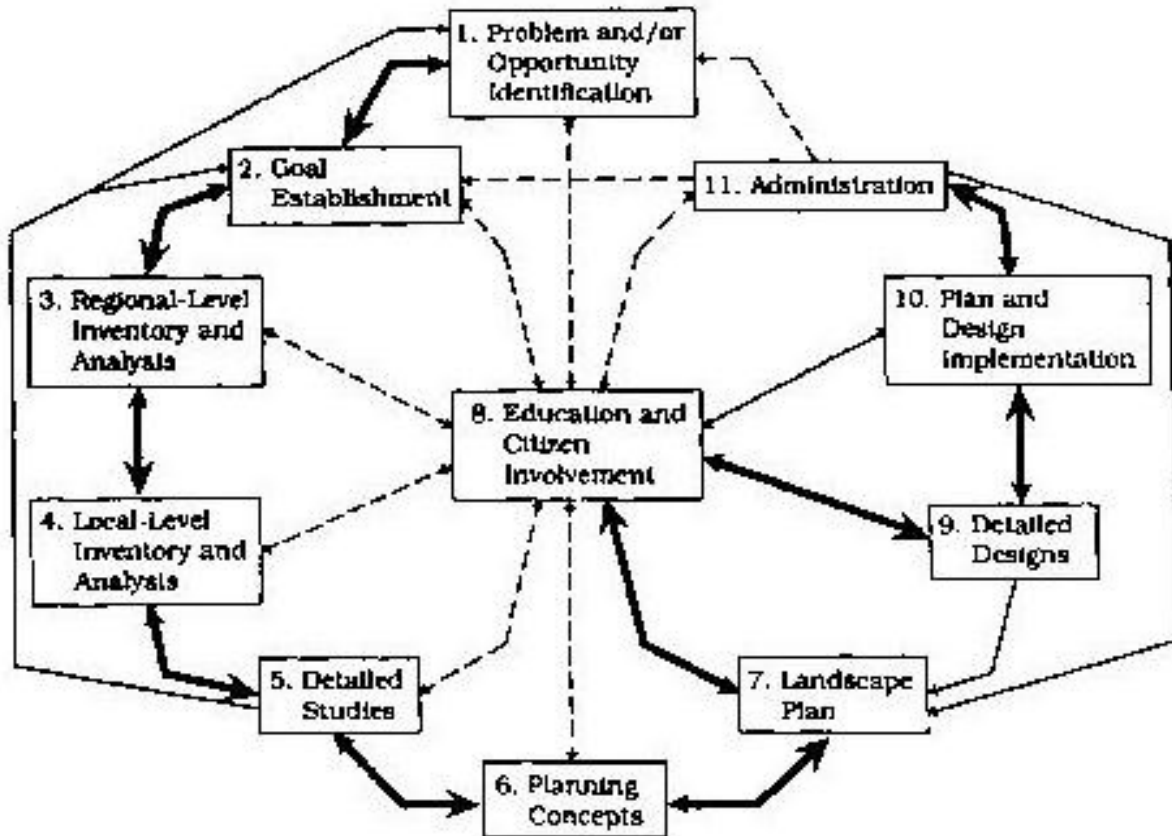 1. Problem and/or
Opportunity
Identification
2. Goal
Establishment
11. Administration
3. Regional-Level
Inventory and
Analysis
10. Plan and
Design
Implementation
8. Education and
Citizen
Involvement
4. Local-Level
Inventory and
Analysis
9. Detailed
Designs
5. Detailed
Studies
7. Landscape
Plan
6. Planning
Concepts